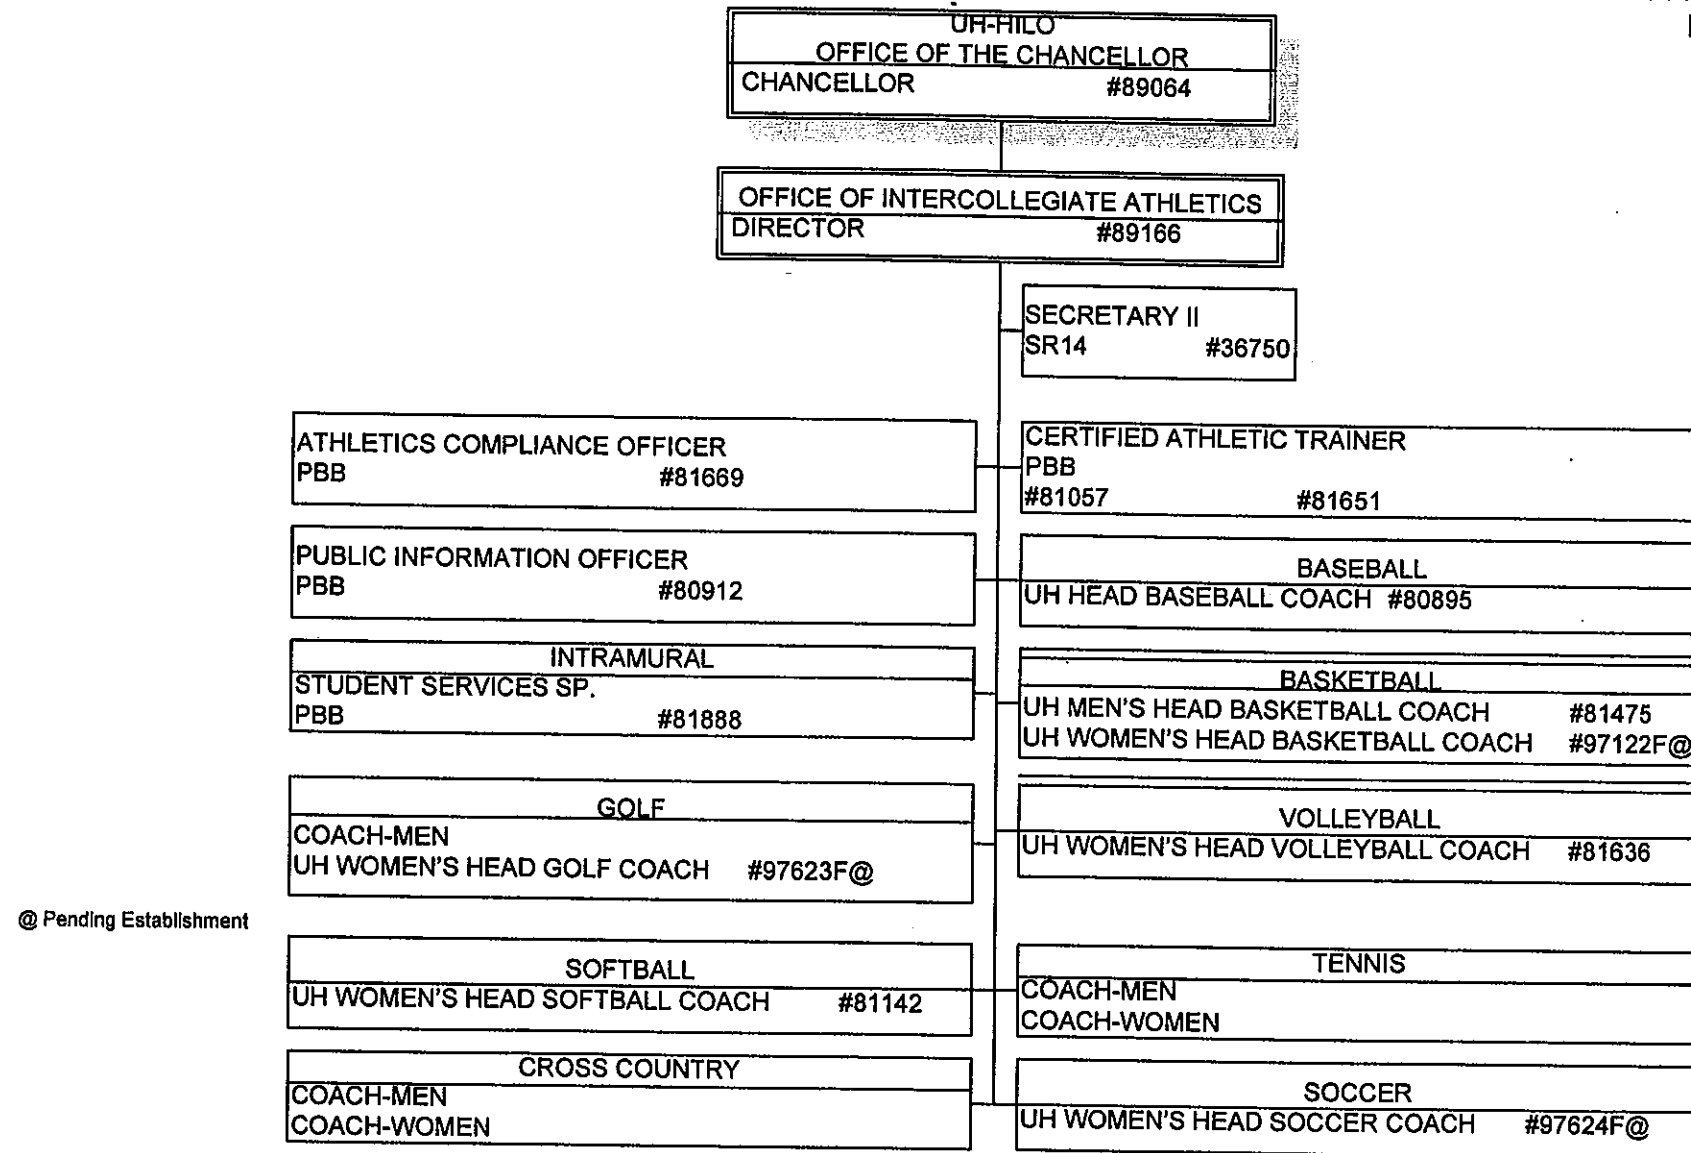 UH-HILO
OFFICE OF THE CHANCELLOR
CHANCELLOR #89064
OFFICE OF INTERCOLLEGIATE ATHLETICS
DIRECTOR #89166
SECRETARY II
SR14 #36750
ATHLETICS COMPLIANCE OFFICER
PBB #81669
CERTIFIED ATHLETIC TRAINER
PBB
#81057 #81651
PUBLIC INFORMATION OFFICER
PBB #80912
BASEBALL
UH HEAD BASEBALL COACH #80895
INTRAMURAL
STUDENT SERVICES SP.
PBB #81888
BASKETBALL
UH MEN'S HEAD BASKETBALL COACH #81475
UH WOMEN'S HEAD BASKETBALL COACH #97122F@
GOLF
COACH-MEN
UH WOMEN'S HEAD GOLF COACH #97623F@
VOLLEYBALL
UH WOMEN'S HEAD VOLLEYBALL COACH #81636
@ Pending Establishment
SOFTBALL
UH WOMEN'S HEAD SOFTBALL COACH #81142
TENNIS
COACH-MEN
COACH-WOMEN
CROSS COUNTRY
COACH-MEN
COACH-WOMEN
SOCCER
UH WOMEN'S HEAD SOCCER COACH #97624F@